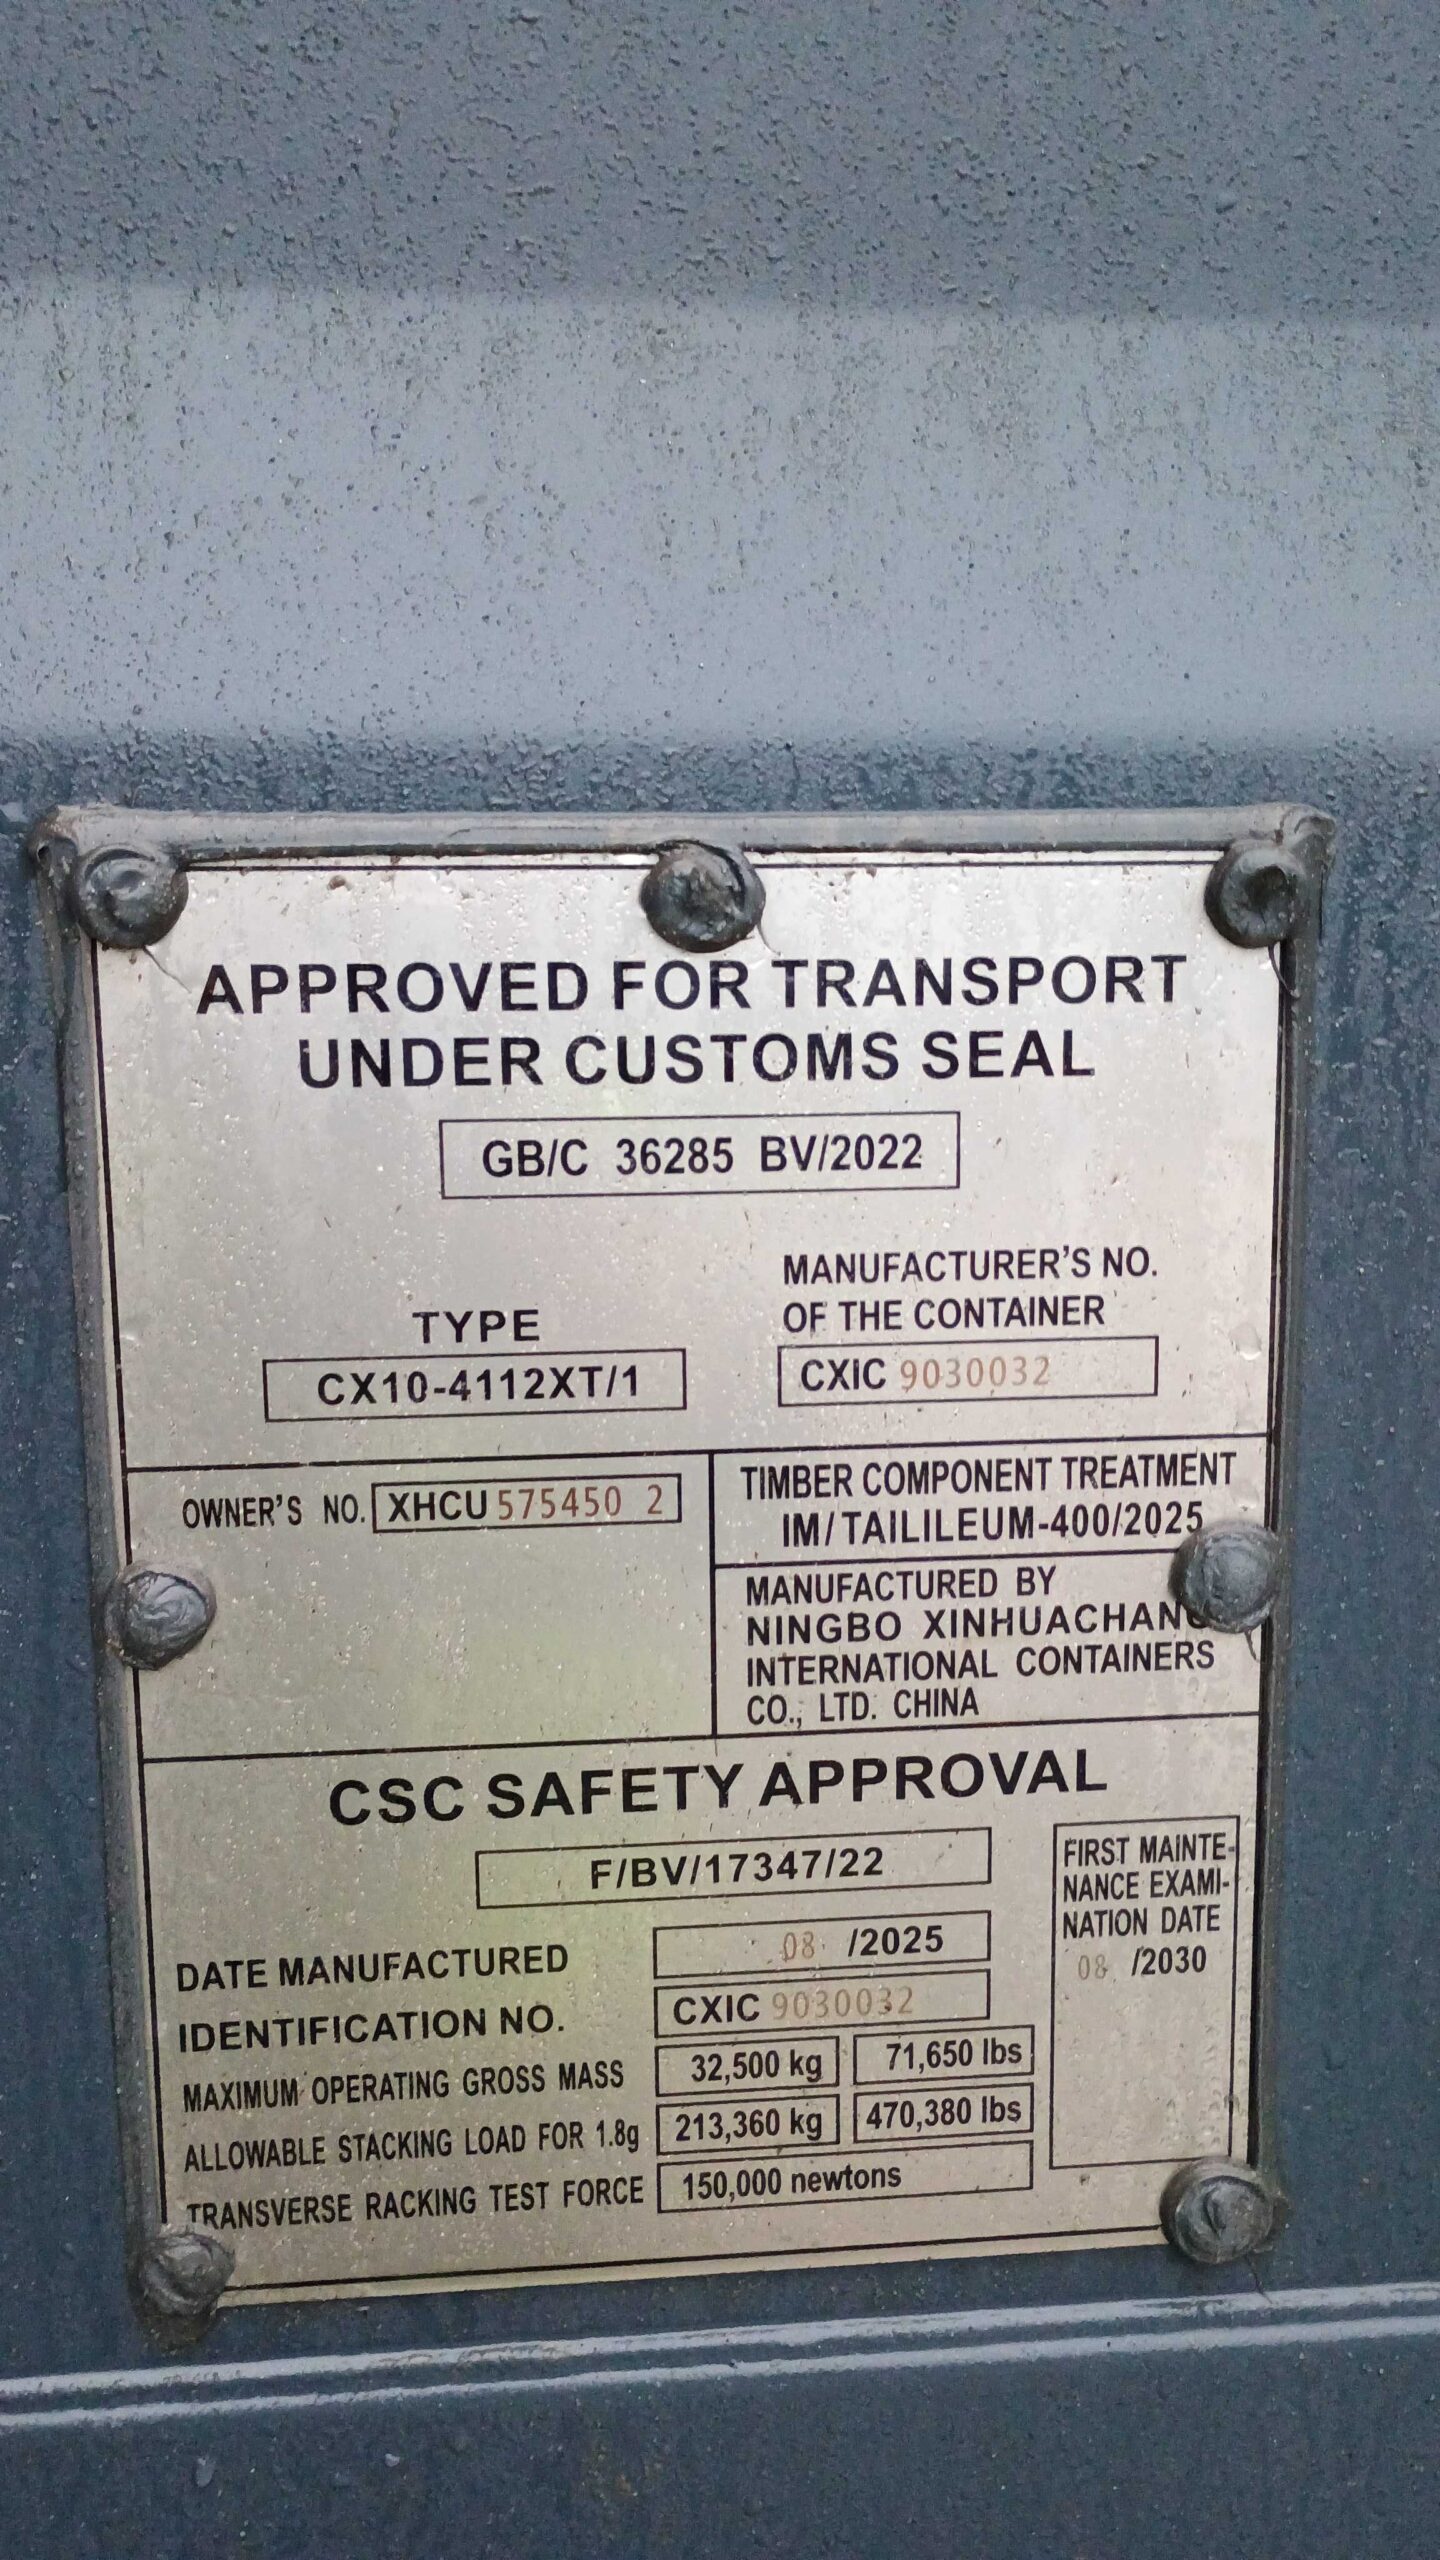 APPROVED FOR TRANSPORT
UNDER CUSTOMS SEAL
GB/C 36285 BV/2022
TYPE
CX10-4112XT/1
MANUFACTURER'S NO.
OF THE CONTAINER
CXIC 9030032
OWNER'S NO. XHCU 575450 2
TIMBER COMPONENT TREATMENT
IM/TAILILEUM-400/2025
MANUFACTURED BY
NINGBO XINHUACHANG
INTERNATIONAL CONTAINERS
CO., LTD. CHINA
CSC SAFETY APPROVAL
F/BV/17347/22
DATE MANUFACTURED 08 /2025
IDENTIFICATION NO. CXIC 9030032
MAXIMUM OPERATING GROSS MASS 32,500 kg 71,650 lbs
ALLOWABLE STACKING LOAD FOR 1.8g 213,360 kg 470,380 lbs
TRANSVERSE RACKING TEST FORCE 150,000 newtons
FIRST MAINTE-
NANCE EXAMI-
NATION DATE
08 /2030